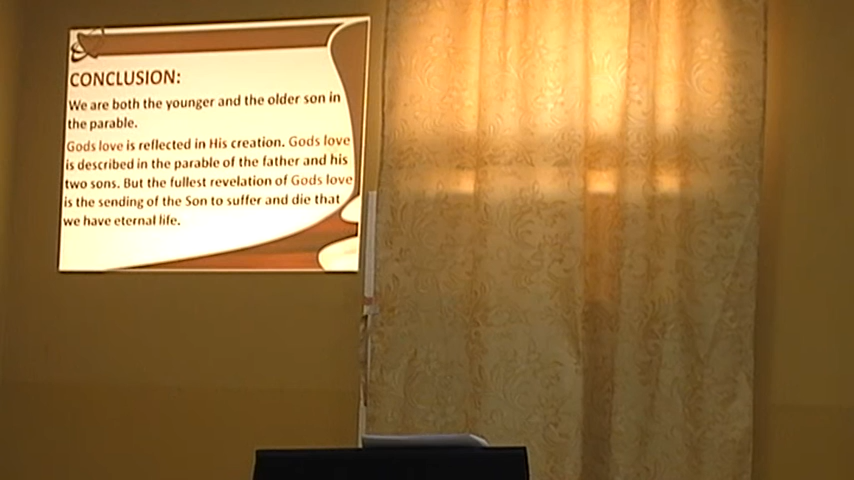 CONCLUSION:
We are both the younger and the older son in
the parable.
Gods love is reflected in His creation. Gods love
is described in the parable of the father and his
two sons. But the fullest revelation of Gods love
is the sending of the Son to suffer and die that
we have eternal life.